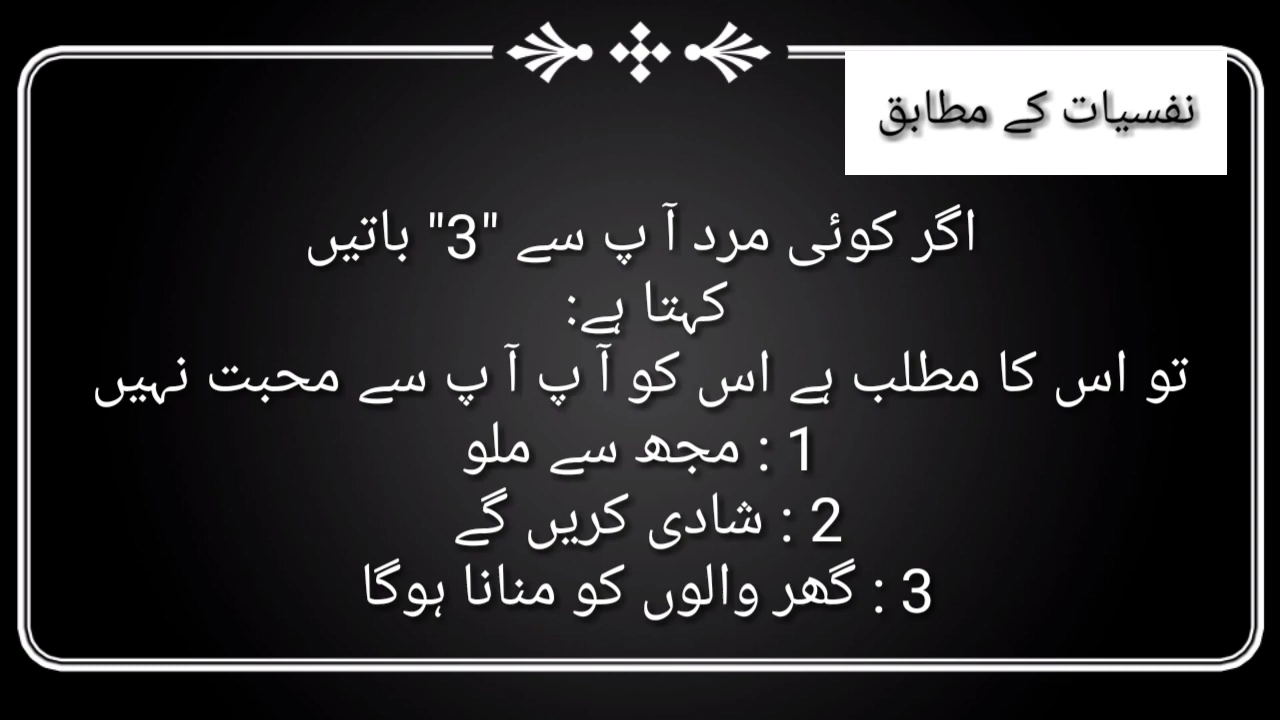 نفسیات کے مطابق
اگر کوئی مرد آ پ سے "3" باتیں
کہتا ہے:
تو اس کا مطلب ہے اس کو آ پ آ پ سے محبت نہیں
1 : مجھ سے ملو
2 : شادی کریں گے
3 : گھر والوں کو منانا ہوگا